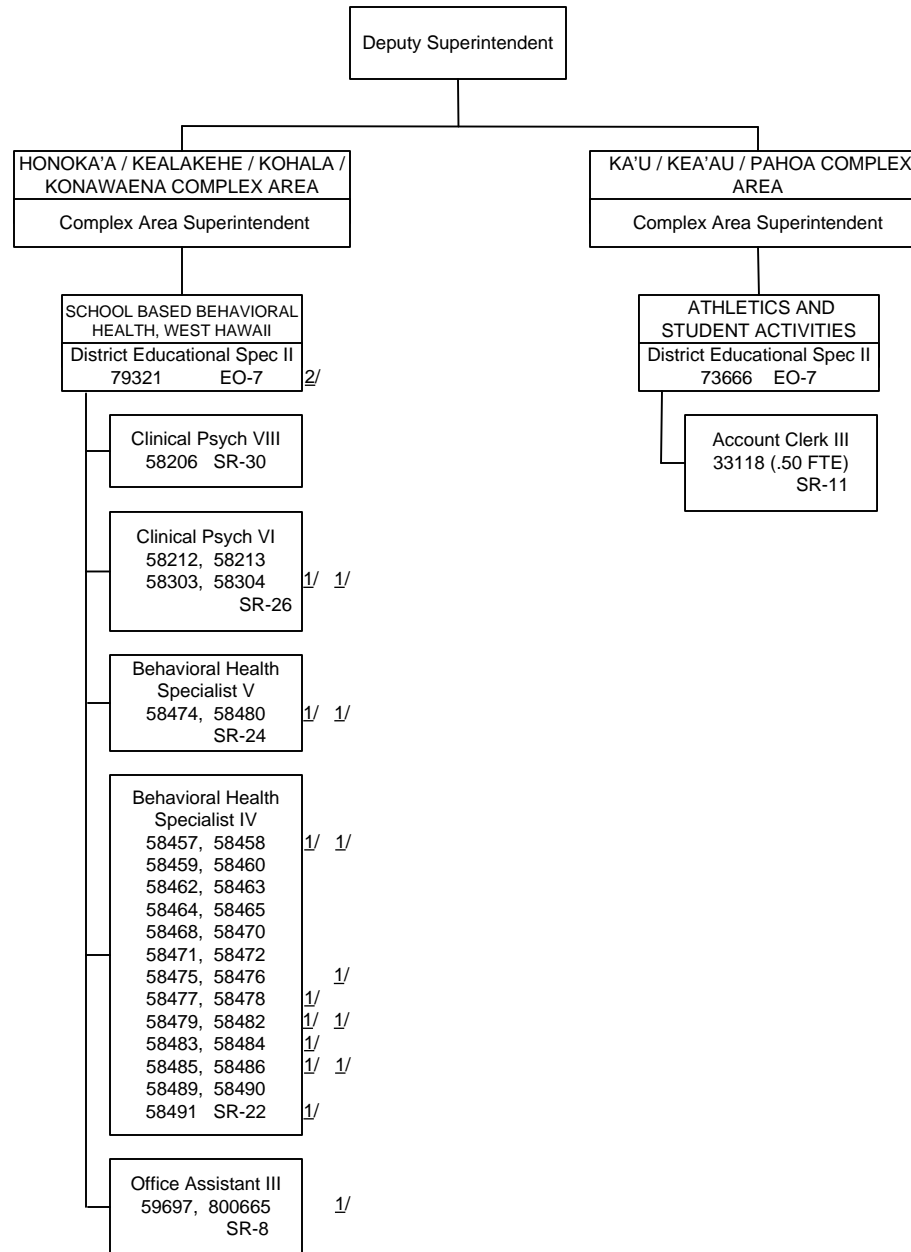 Deputy Superintendent
HONOKA'A / KEALAKEHE / KOHALA /
KONAWAENA COMPLEX AREA
Complex Area Superintendent
KA'U / KEA'AU / PAHOA COMPLEX
AREA
Complex Area Superintendent
SCHOOL BASED BEHAVIORAL
HEALTH, WEST HAWAII
District Educational Spec II
79321 EO-7 2/
ATHLETICS AND
STUDENT ACTIVITIES
District Educational Spec II
73666 EO-7
Clinical Psych VIII
58206 SR-30
Account Clerk III
33118 (.50 FTE)
SR-11
Clinical Psych VI
58212, 58213
58303, 58304 1/ 1/
SR-26
Behavioral Health
Specialist V
58474, 58480 1/ 1/
SR-24
Behavioral Health
Specialist IV
58457, 58458 1/ 1/
58459, 58460
58462, 58463
58464, 58465
58468, 58470
58471, 58472
58475, 58476 1/
58477, 58478 1/
58479, 58482 1/ 1/
58483, 58484 1/
58485, 58486 1/ 1/
58489, 58490
58491 SR-22 1/
Office Assistant III
59697, 800665 1/
SR-8